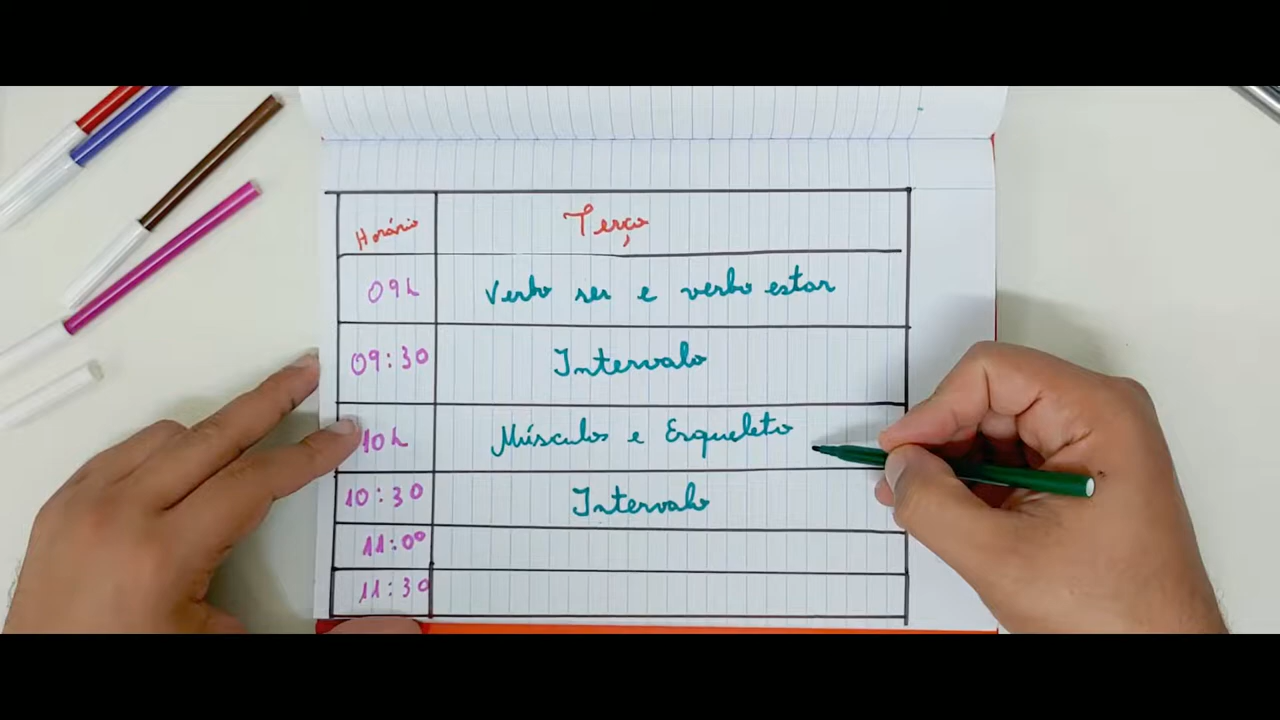 Horário Terça
09h Verbo ser e verbo estar
09:30 Intervalo
10h Músculos e Esqueleto
10:30 Intervalo
11:00
11:30